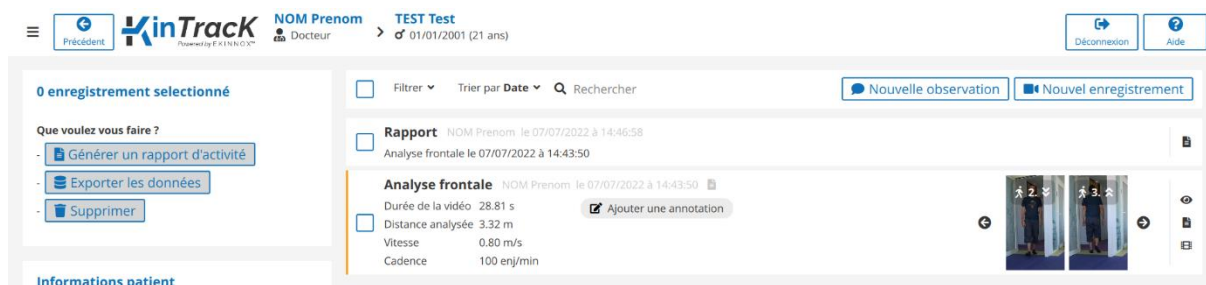 Précédent
KinTracK
Powered by EKINNOX™
NOM Prenom
Docteur
TEST Test
01/01/2001 (21 ans)
Déconnexion
Aide
0 enregistrement selectionné
Que voulez vous faire ?
- Générer un rapport d'activité
- Exporter les données
- Supprimer
Informations patient
Filtrer
Trier par Date
Rechercher
Nouvelle observation
Nouvel enregistrement
Rapport NOM Prenom le 07/07/2022 à 14:46:58
Analyse frontale le 07/07/2022 à 14:43:50
Analyse frontale NOM Prenom le 07/07/2022 à 14:43:50
Durée de la vidéo 28.81 s
Ajouter une annotation
Distance analysée 3.32 m
Vitesse 0.80 m/s
Cadence 100 enj/min
2.
3.